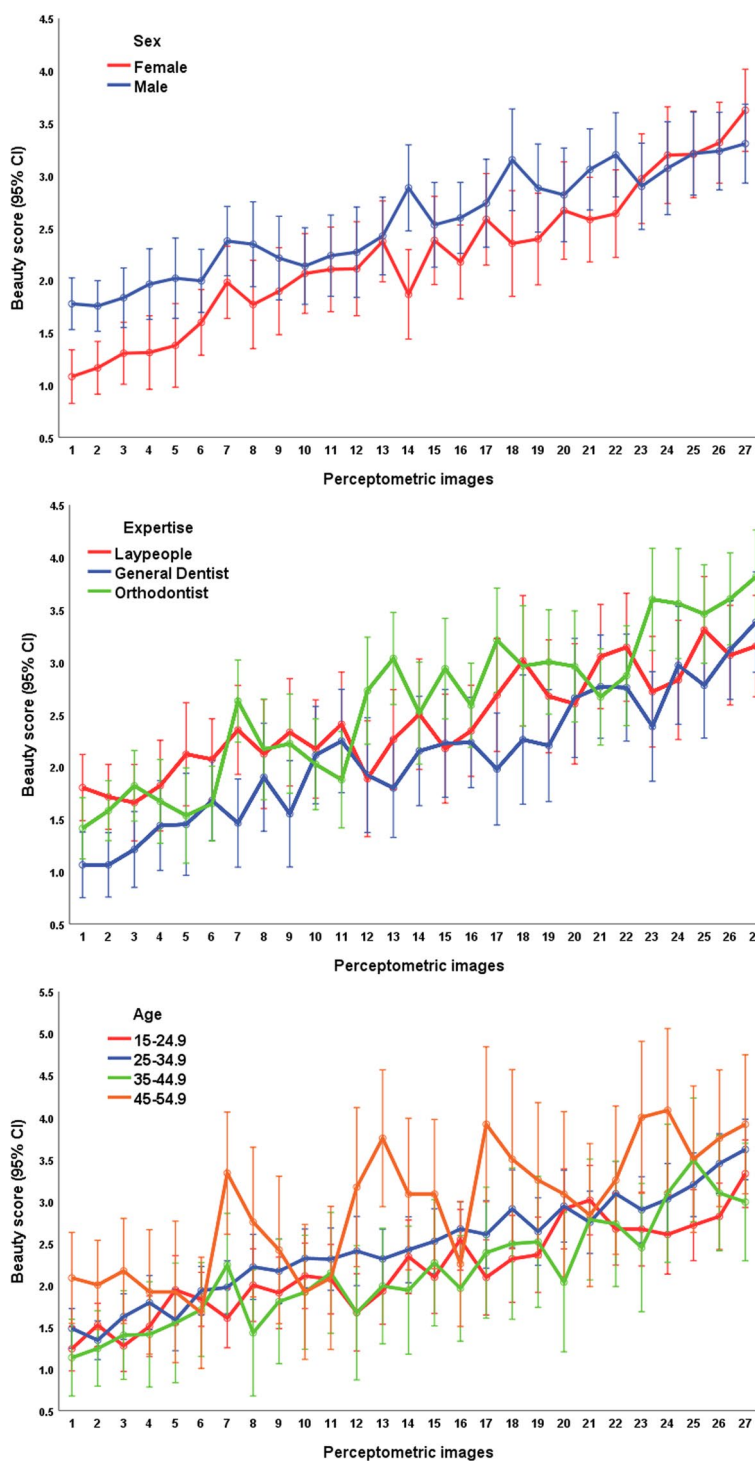 Sex
Female
Male
Beauty score (95% CI)
4.5
4.0
3.5
3.0
2.5
2.0
1.5
1.0
0.5
1 2 3 4 5 6 7 8 9 10 11 12 13 14 15 16 17 18 19 20 21 22 23 24 25 26 27
Perceptometric images
Expertise
Laypeople
General Dentist
Orthodontist
Beauty score (95% CI)
4.5
4.0
3.5
3.0
2.5
2.0
1.5
1.0
0.5
1 2 3 4 5 6 7 8 9 10 11 12 13 14 15 16 17 18 19 20 21 22 23 24 25 26 2
Perceptometric images
Age
15-24.9
25-34.9
35-44.9
45-54.9
Beauty score (95% CI)
5.5
5.0
4.5
4.0
3.5
3.0
2.5
2.0
1.5
1.0
0.5
1 2 3 4 5 6 7 8 9 10 11 12 13 14 15 16 17 18 19 20 21 22 23 24 25 26 27
Perceptometric images